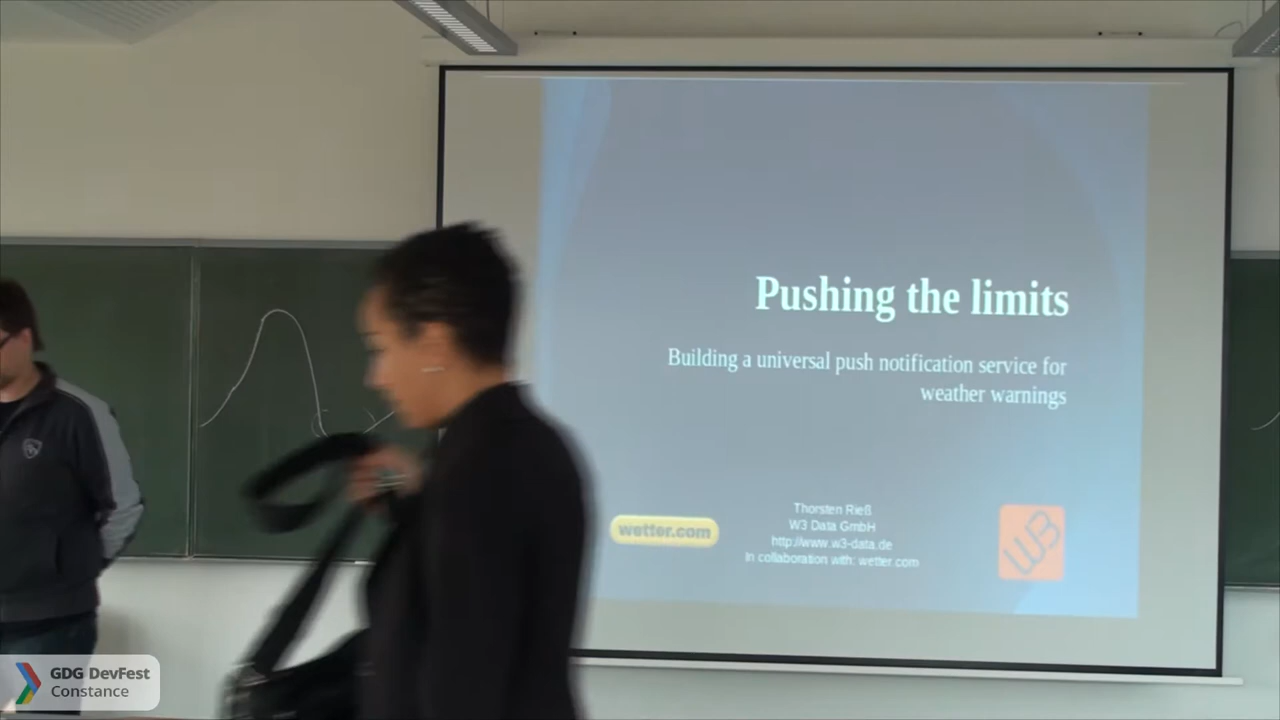 Pushing the limits
Building a universal push notification service for
weather warnings
wetter.com
Thorsten Rieß
W3 Data GmbH
http://www.w3-data.de
In collaboration with: wetter.com
W3
GDG DevFest
Constance